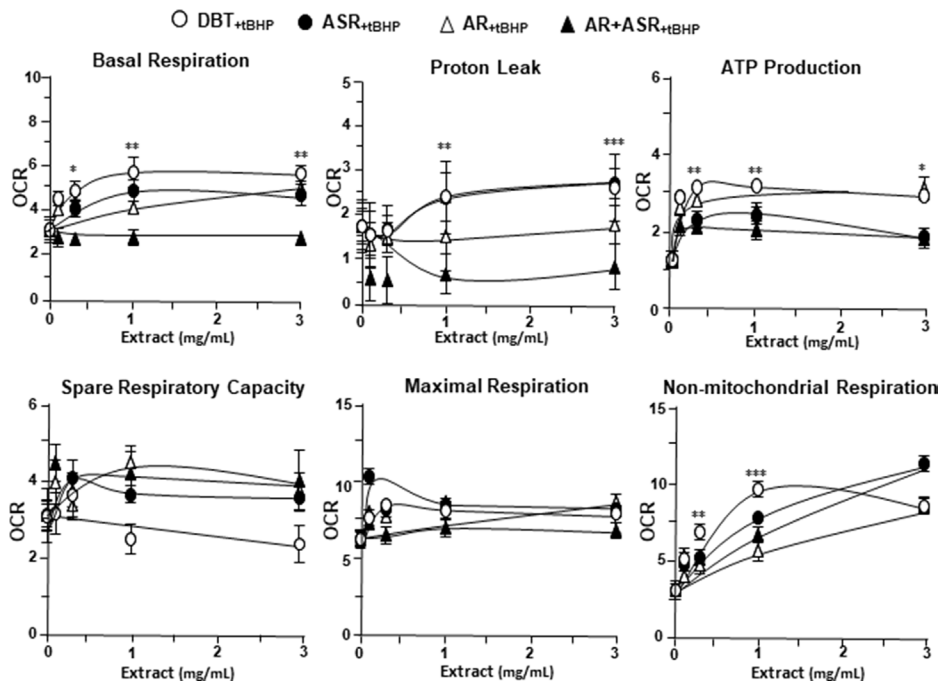 DBT+tBHP ASR+tBHP AR+tBHP AR+ASR+tBHP
Basal Respiration
10
8
6
4
2
0
OCR
*
**
**
0 1 2 3
Extract (mg/mL)
Proton Leak
5
4
3
2
1
0
OCR
**
***
0 1 2 3
Extract (mg/mL)
ATP Production
6
4
2
0
OCR
**
**
*
0 1 2 3
Extract (mg/mL)
Spare Respiratory Capacity
6
4
2
0
OCR
0 1 2 3
Extract (mg/mL)
Maximal Respiration
15
10
5
0
OCR
0 1 2 3
Extract (mg/mL)
Non-mitochondrial Respiration
15
10
5
0
OCR
**
***
0 1 2 3
Extract (mg/mL)